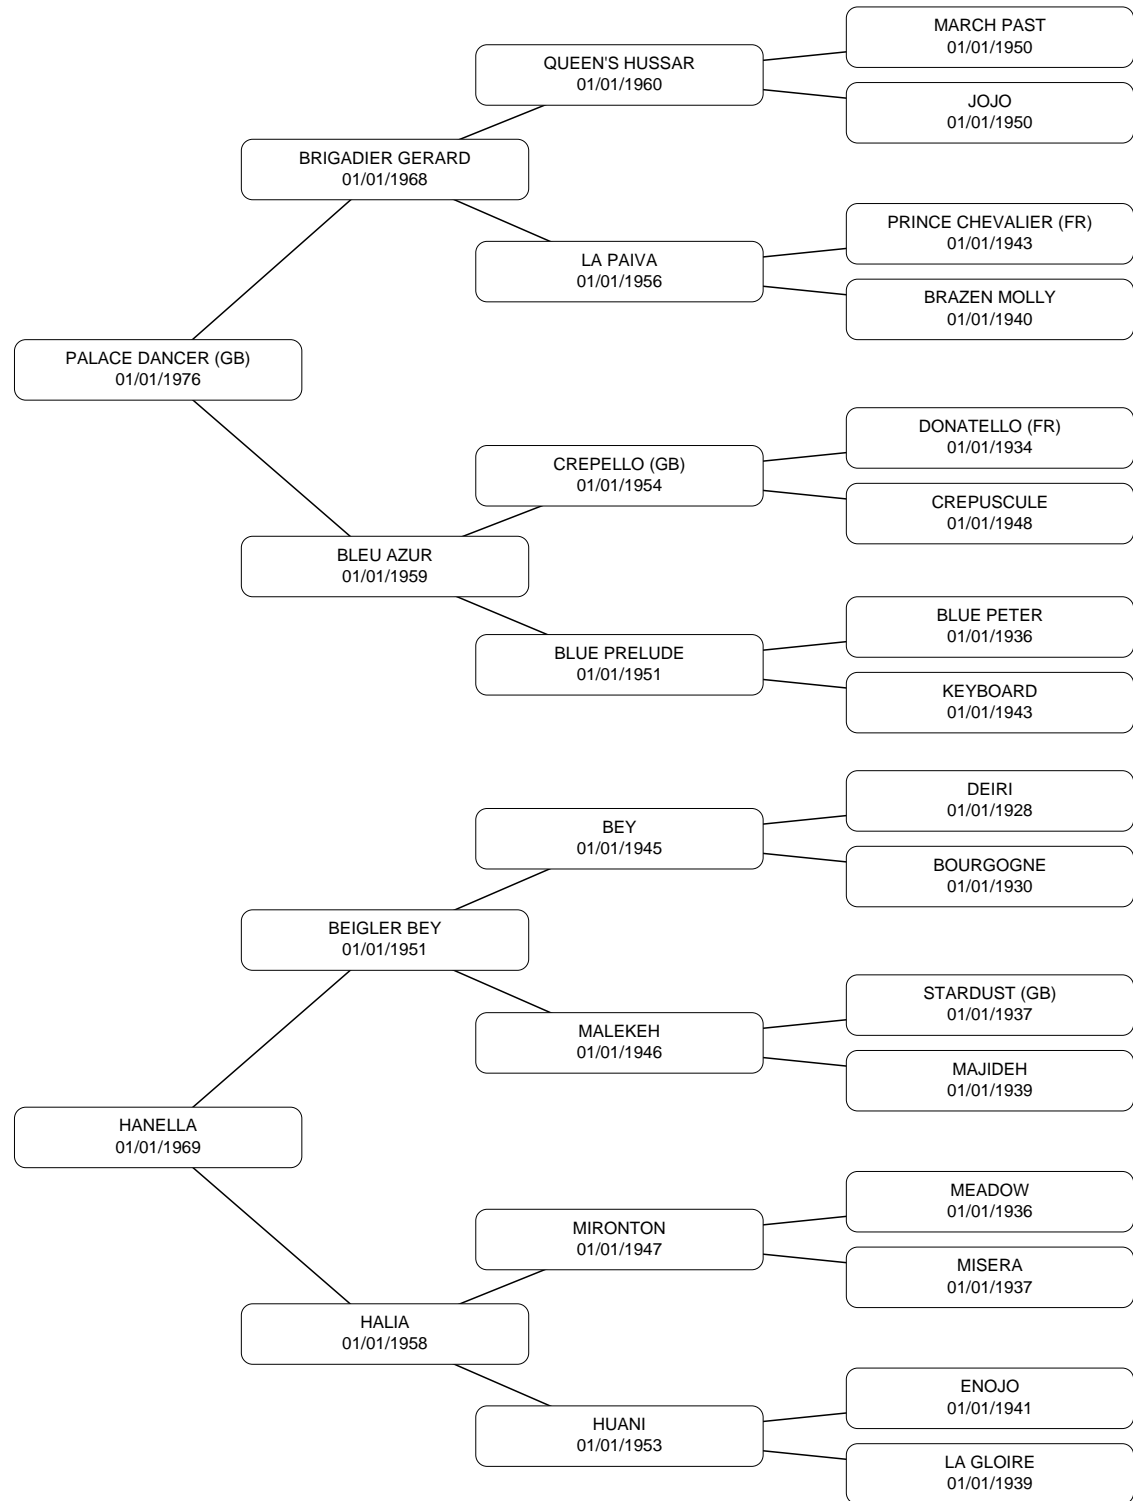 MARCH PAST
01/01/1950
QUEEN'S HUSSAR
01/01/1960
JOJO
01/01/1950
BRIGADIER GERARD
01/01/1968
PRINCE CHEVALIER (FR)
01/01/1943
LA PAIVA
01/01/1956
BRAZEN MOLLY
01/01/1940
PALACE DANCER (GB)
01/01/1976
DONATELLO (FR)
01/01/1934
CREPELLO (GB)
01/01/1954
CREPUSCULE
01/01/1948
BLEU AZUR
01/01/1959
BLUE PETER
01/01/1936
BLUE PRELUDE
01/01/1951
KEYBOARD
01/01/1943
DEIRI
01/01/1928
BEY
01/01/1945
BOURGOGNE
01/01/1930
BEIGLER BEY
01/01/1951
STARDUST (GB)
01/01/1937
MALEKEH
01/01/1946
MAJIDEH
01/01/1939
HANELLA
01/01/1969
MEADOW
01/01/1936
MIRONTON
01/01/1947
MISERA
01/01/1937
HALIA
01/01/1958
ENOJO
01/01/1941
HUANI
01/01/1953
LA GLOIRE
01/01/1939